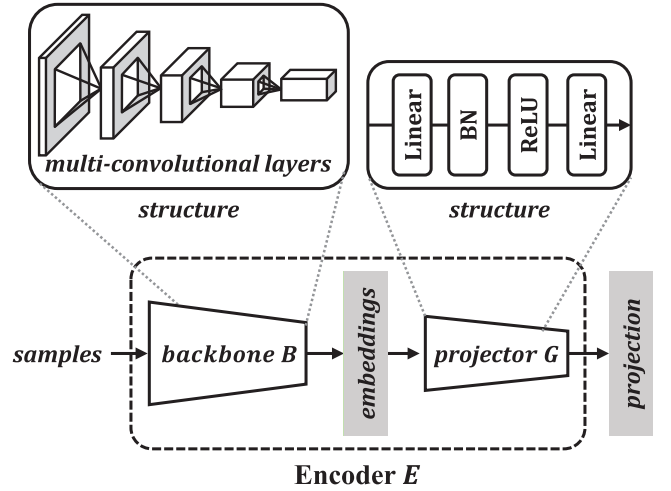 multi-convolutional layers
structure
Linear
BN
ReLU
Linear
structure
samples
backbone B
embeddings
projector G
projection
Encoder E